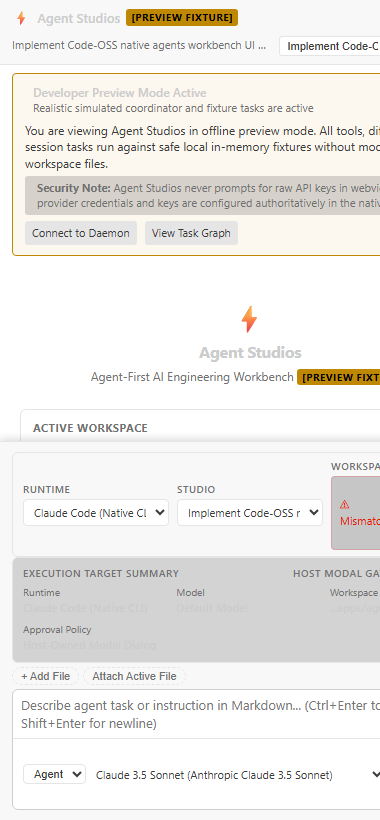 Agent Studios [PREVIEW FIXTURE]
Implement Code-OSS native agents workbench UI ...
Implement Code-C
Developer Preview Mode Active
Realistic simulated coordinator and fixture tasks are active
You are viewing Agent Studios in offline preview mode. All tools,
session tasks run against safe local in-memory fixtures without
workspace files.
Security Note: Agent Studios never prompts for raw API keys in
provider credentials and keys are configured authoritatively in the
Connect to Daemon
View Task Graph
Agent Studios
Agent-First AI Engineering Workbench [PREVIEW FIXT
ACTIVE WORKSPACE
WORKSPA
RUNTIME
STUDIO
Claude Code (Native CL
Implement Code-OSS r
⚠
Mismatc
EXECUTION TARGET SUMMARY
HOST MODAL GA
Runtime
Model
Workspace
Claude Code (Native CLI)
Default Model
Approval Policy
Host-Owned Modal Dialog
+ Add File
Attach Active File
Describe agent task or instruction in Markdown... (Ctrl+Enter to
Shift+Enter for newline)
Agent
Claude 3.5 Sonnet (Anthropic Claude 3.5 Sonnet)